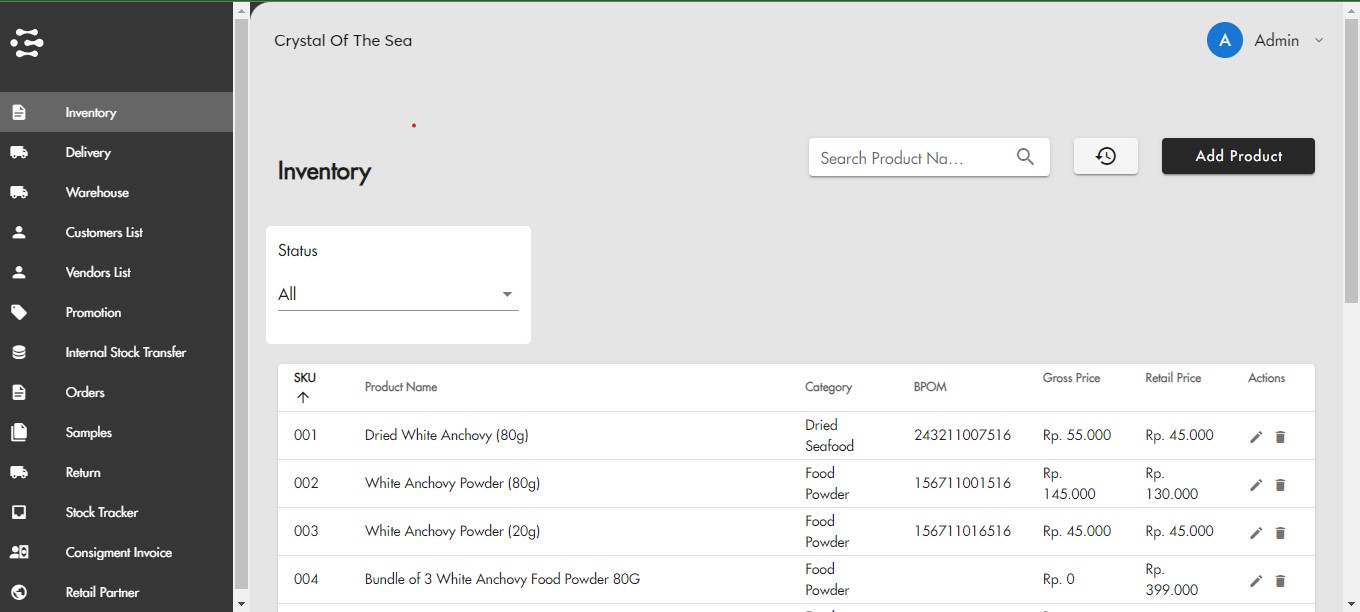 Crystal Of The Sea
A
Admin
Inventory
Delivery
Warehouse
Customers List
Vendors List
Promotion
Internal Stock Transfer
Orders
Samples
Return
Stock Tracker
Consigment Invoice
Retail Partner
Inventory
Search Product Na...
Add Product
Status
All
SKU Product Name Category BPOM Gross Price Retail Price Actions
001 Dried White Anchovy (80g) Dried Seafood 243211007516 Rp. 55.000 Rp. 45.000
002 White Anchovy Powder (80g) Food Powder 156711001516 Rp. 145.000 Rp. 130.000
003 White Anchovy Powder (20g) Food Powder 156711016516 Rp. 45.000 Rp. 45.000
004 Bundle of 3 White Anchovy Food Powder 80G Food Powder Rp. 0 Rp. 399.000